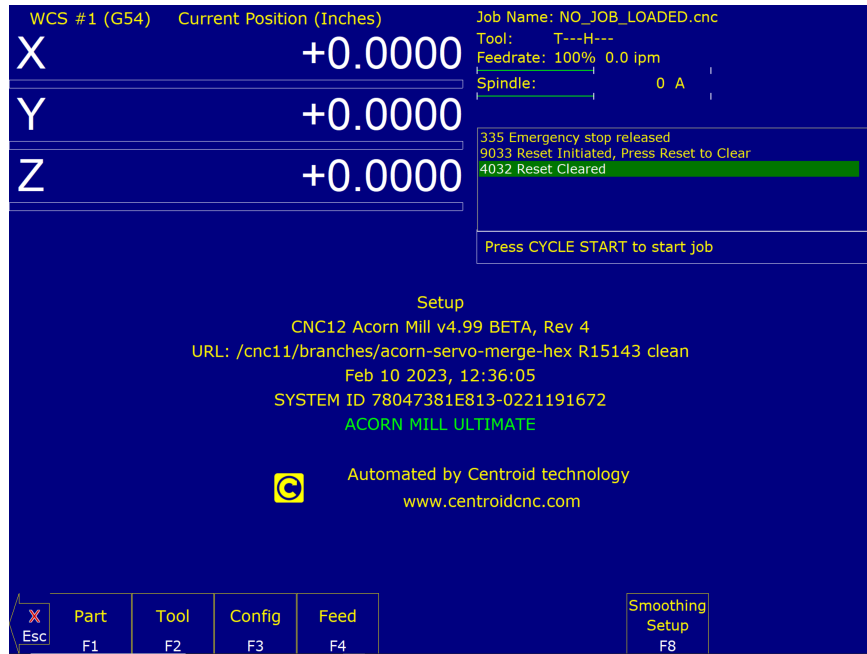 WCS #1 (G54) Current Position (Inches)
X +0.0000
Y +0.0000
Z +0.0000
Job Name: NO_JOB_LOADED.cnc
Tool: T---H---
Feedrate: 100% 0.0 ipm
Spindle: 0 A
335 Emergency stop released
9033 Reset Initiated, Press Reset to Clear
4032 Reset Cleared
Press CYCLE START to start job
Setup
CNC12 Acorn Mill v4.99 BETA, Rev 4
URL: /cnc11/branches/acorn-servo-merge-hex R15143 clean
Feb 10 2023, 12:36:05
SYSTEM ID 78047381E813-0221191672
ACORN MILL ULTIMATE
C
Automated by Centroid technology
www.centroidcnc.com
X
Esc
Part
F1
Tool
F2
Config
F3
Feed
F4
Smoothing
Setup
F8